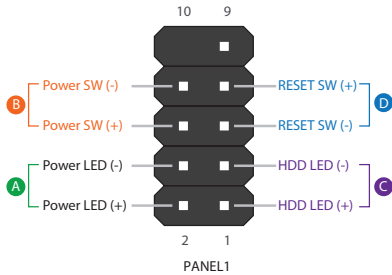 10 9
Power SW (-) RESET SW (+)
B D
Power SW (+) RESET SW (-)
Power LED (-) HDD LED (-)
A C
Power LED (+) HDD LED (+)
2 1
PANEL1